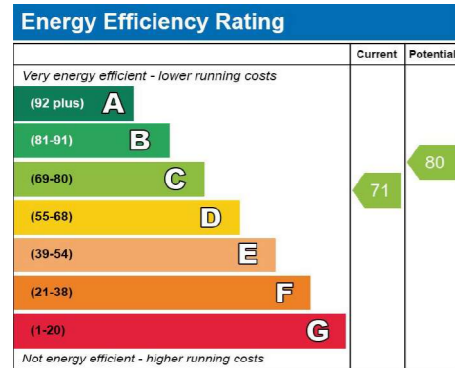 Energy Efficiency Rating
Current Potential
Very energy efficient - lower running costs
(92 plus) A
(81-91) B
(69-80) C
71
80
(55-68) D
(39-54) E
(21-38) F
(1-20) G
Not energy efficient - higher running costs